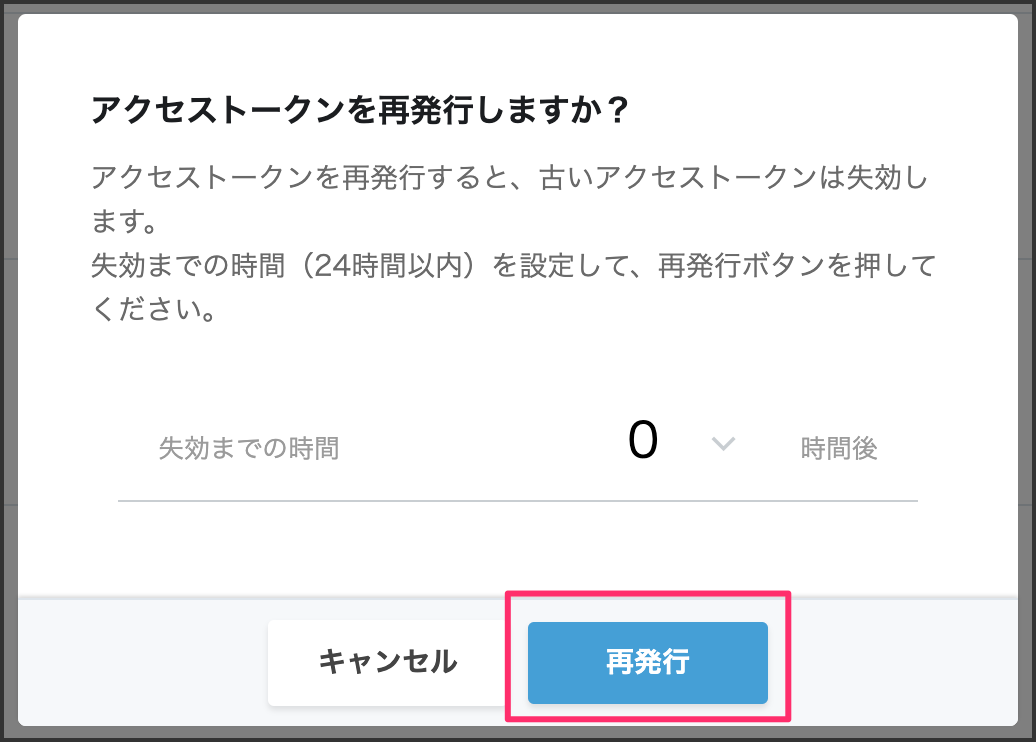 アクセストークンを再発行しますか？
アクセストークンを再発行すると、古いアクセストークンは失効し
ます。
失効までの時間（24時間以内）を設定して、再発行ボタンを押して
ください。
失効までの時間 0 時間後
キャンセル 再発行